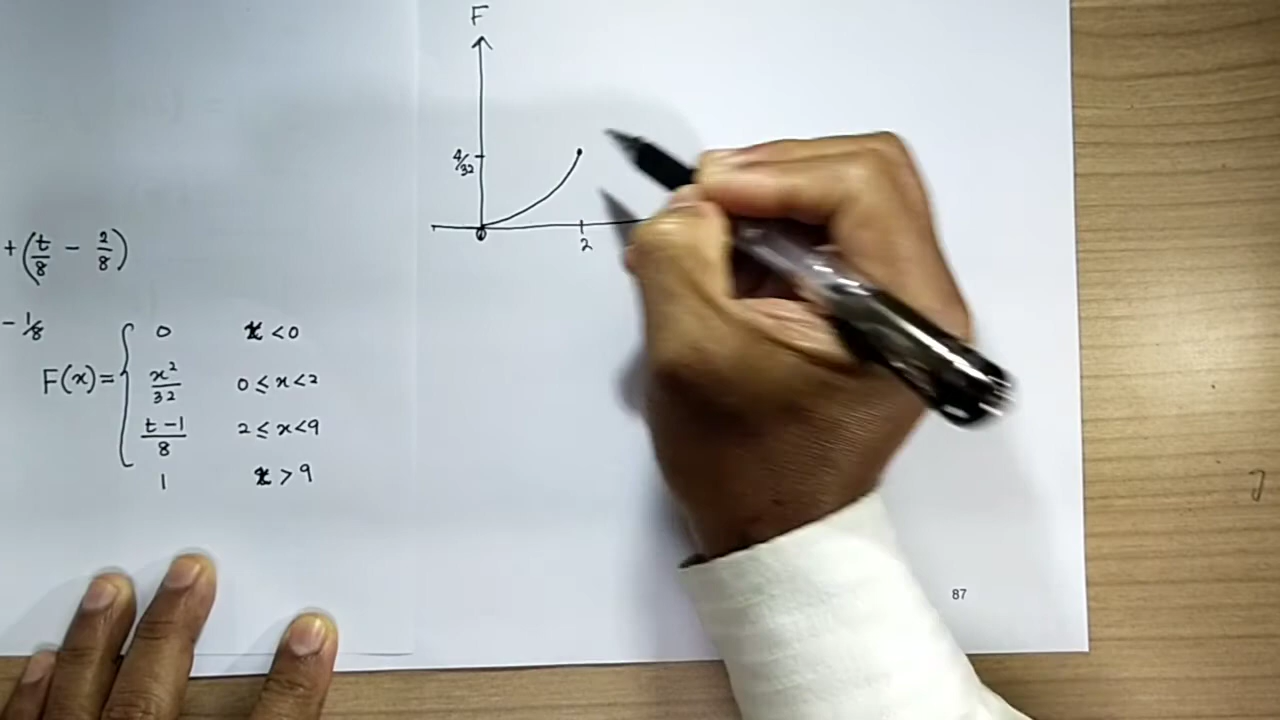 F
4/32
0
2
+(t/8 - 2/8)
- 1/8
F(x)= { 0 x < 0
x²/32 0 ≤ x < 2
t-1/8 2 ≤ x < 9
1 x > 9
87